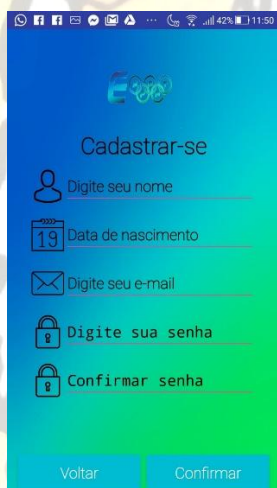 42% 11:50
Cadastrar-se
Digite seu nome
19 Data de nascimento
Digite seu e-mail
Digite sua senha
Confirmar senha
Voltar Confirmar